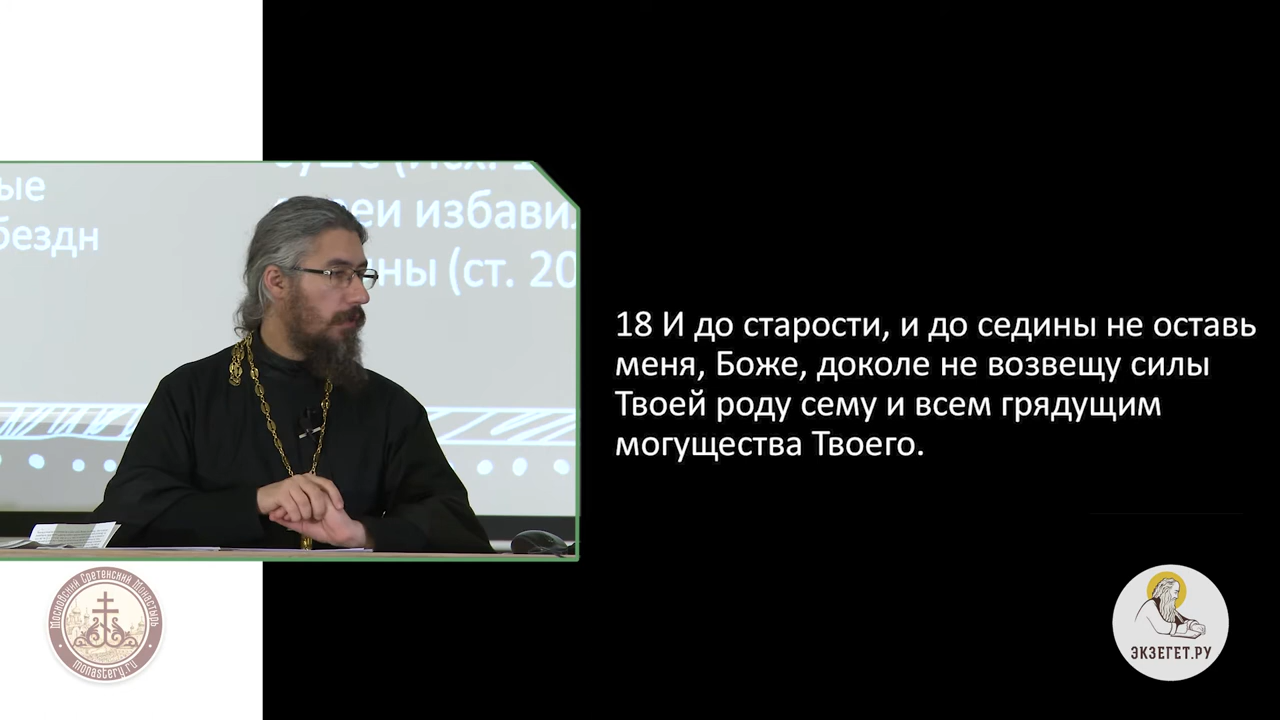 ые
бездн
избави
ны (ст. 20
18 И до старости, и до седины не оставь
меня, Боже, доколе не возвещу силы
Твоей роду сему и всем грядущим
могущества Твоего.
Московский Сретенский Монастырь
monastery.ru
ЭКЗЕГЕТ.РУ